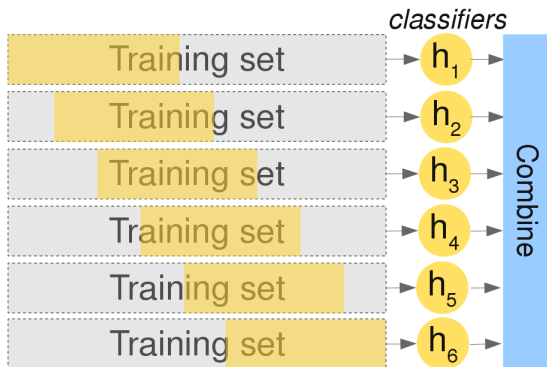 classifiers
Training set h1
Training set h2
Training set h3
Training set h4
Training set h5
Training set h6
Combine